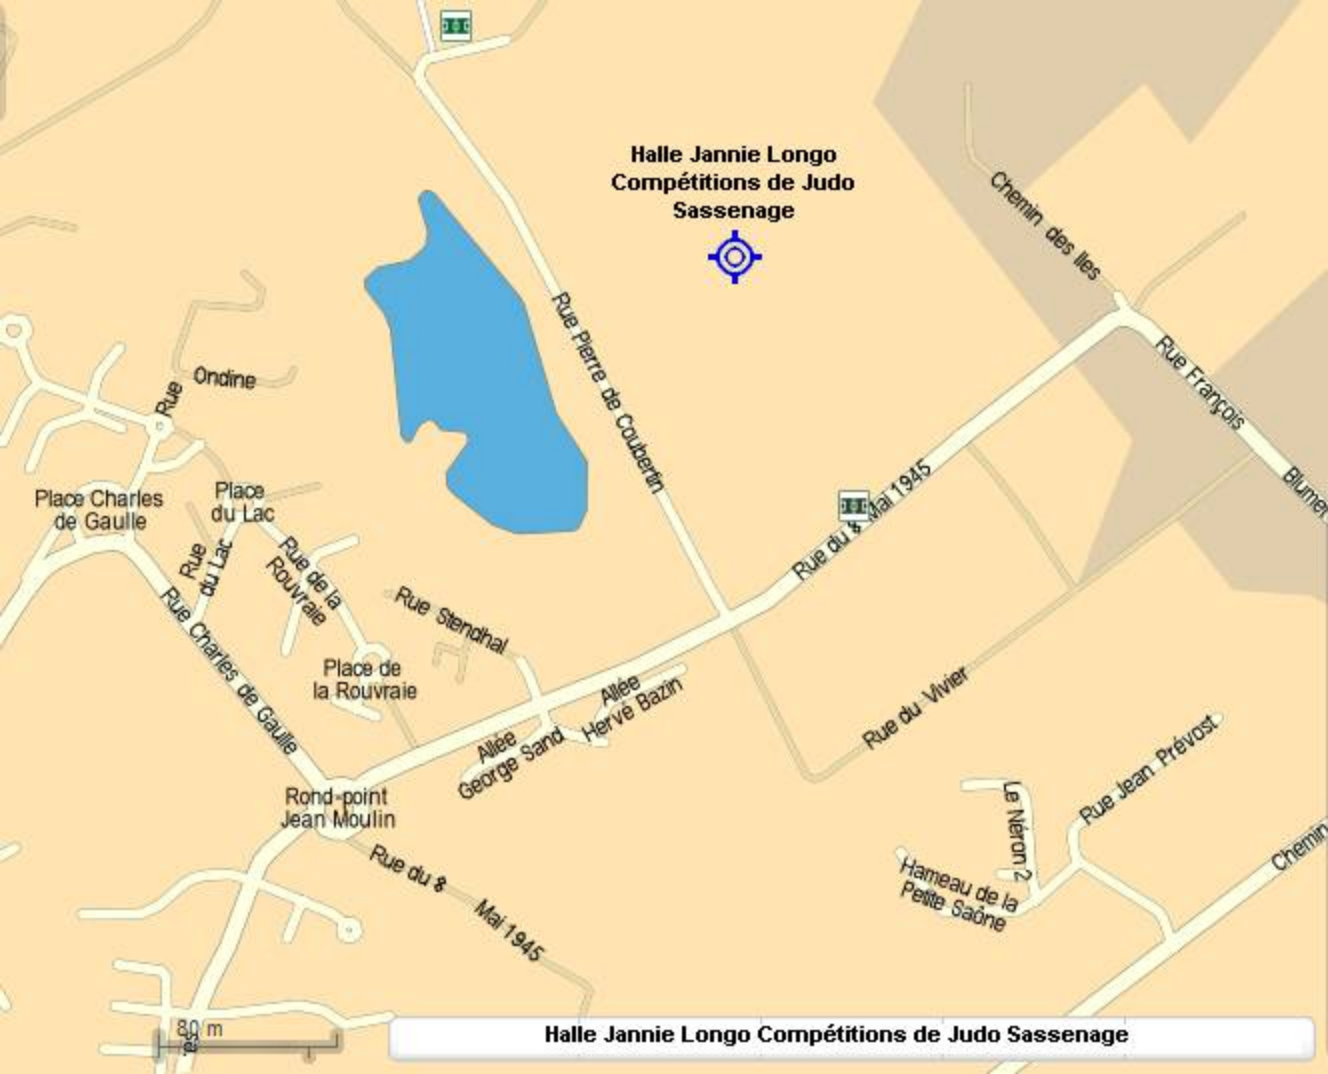 Halle Jannie Longo
Compétitions de Judo
Sassenage
Chemin des Iles
Rue Pierre de Coubertin
Rue François
Blumet
Rue Ondine
Place Charles
de Gaulle
Place
du Lac
Rue
du Lac
Rue de la
Rouvraie
Rue du 8 Mai 1945
Rue Stendhal
Rue Charles de Gaulle
Place de
la Rouvraie
Allée
Hervé Bazin
Allée
George Sand
Rue du Vivier
Rond-point
Jean Moulin
Rue Jean Prévost
Le Néron 2
Chemin
Rue du 8 Mai 1945
Hameau de la
Petite Saône
80 m
Halle Jannie Longo Compétitions de Judo Sassenage